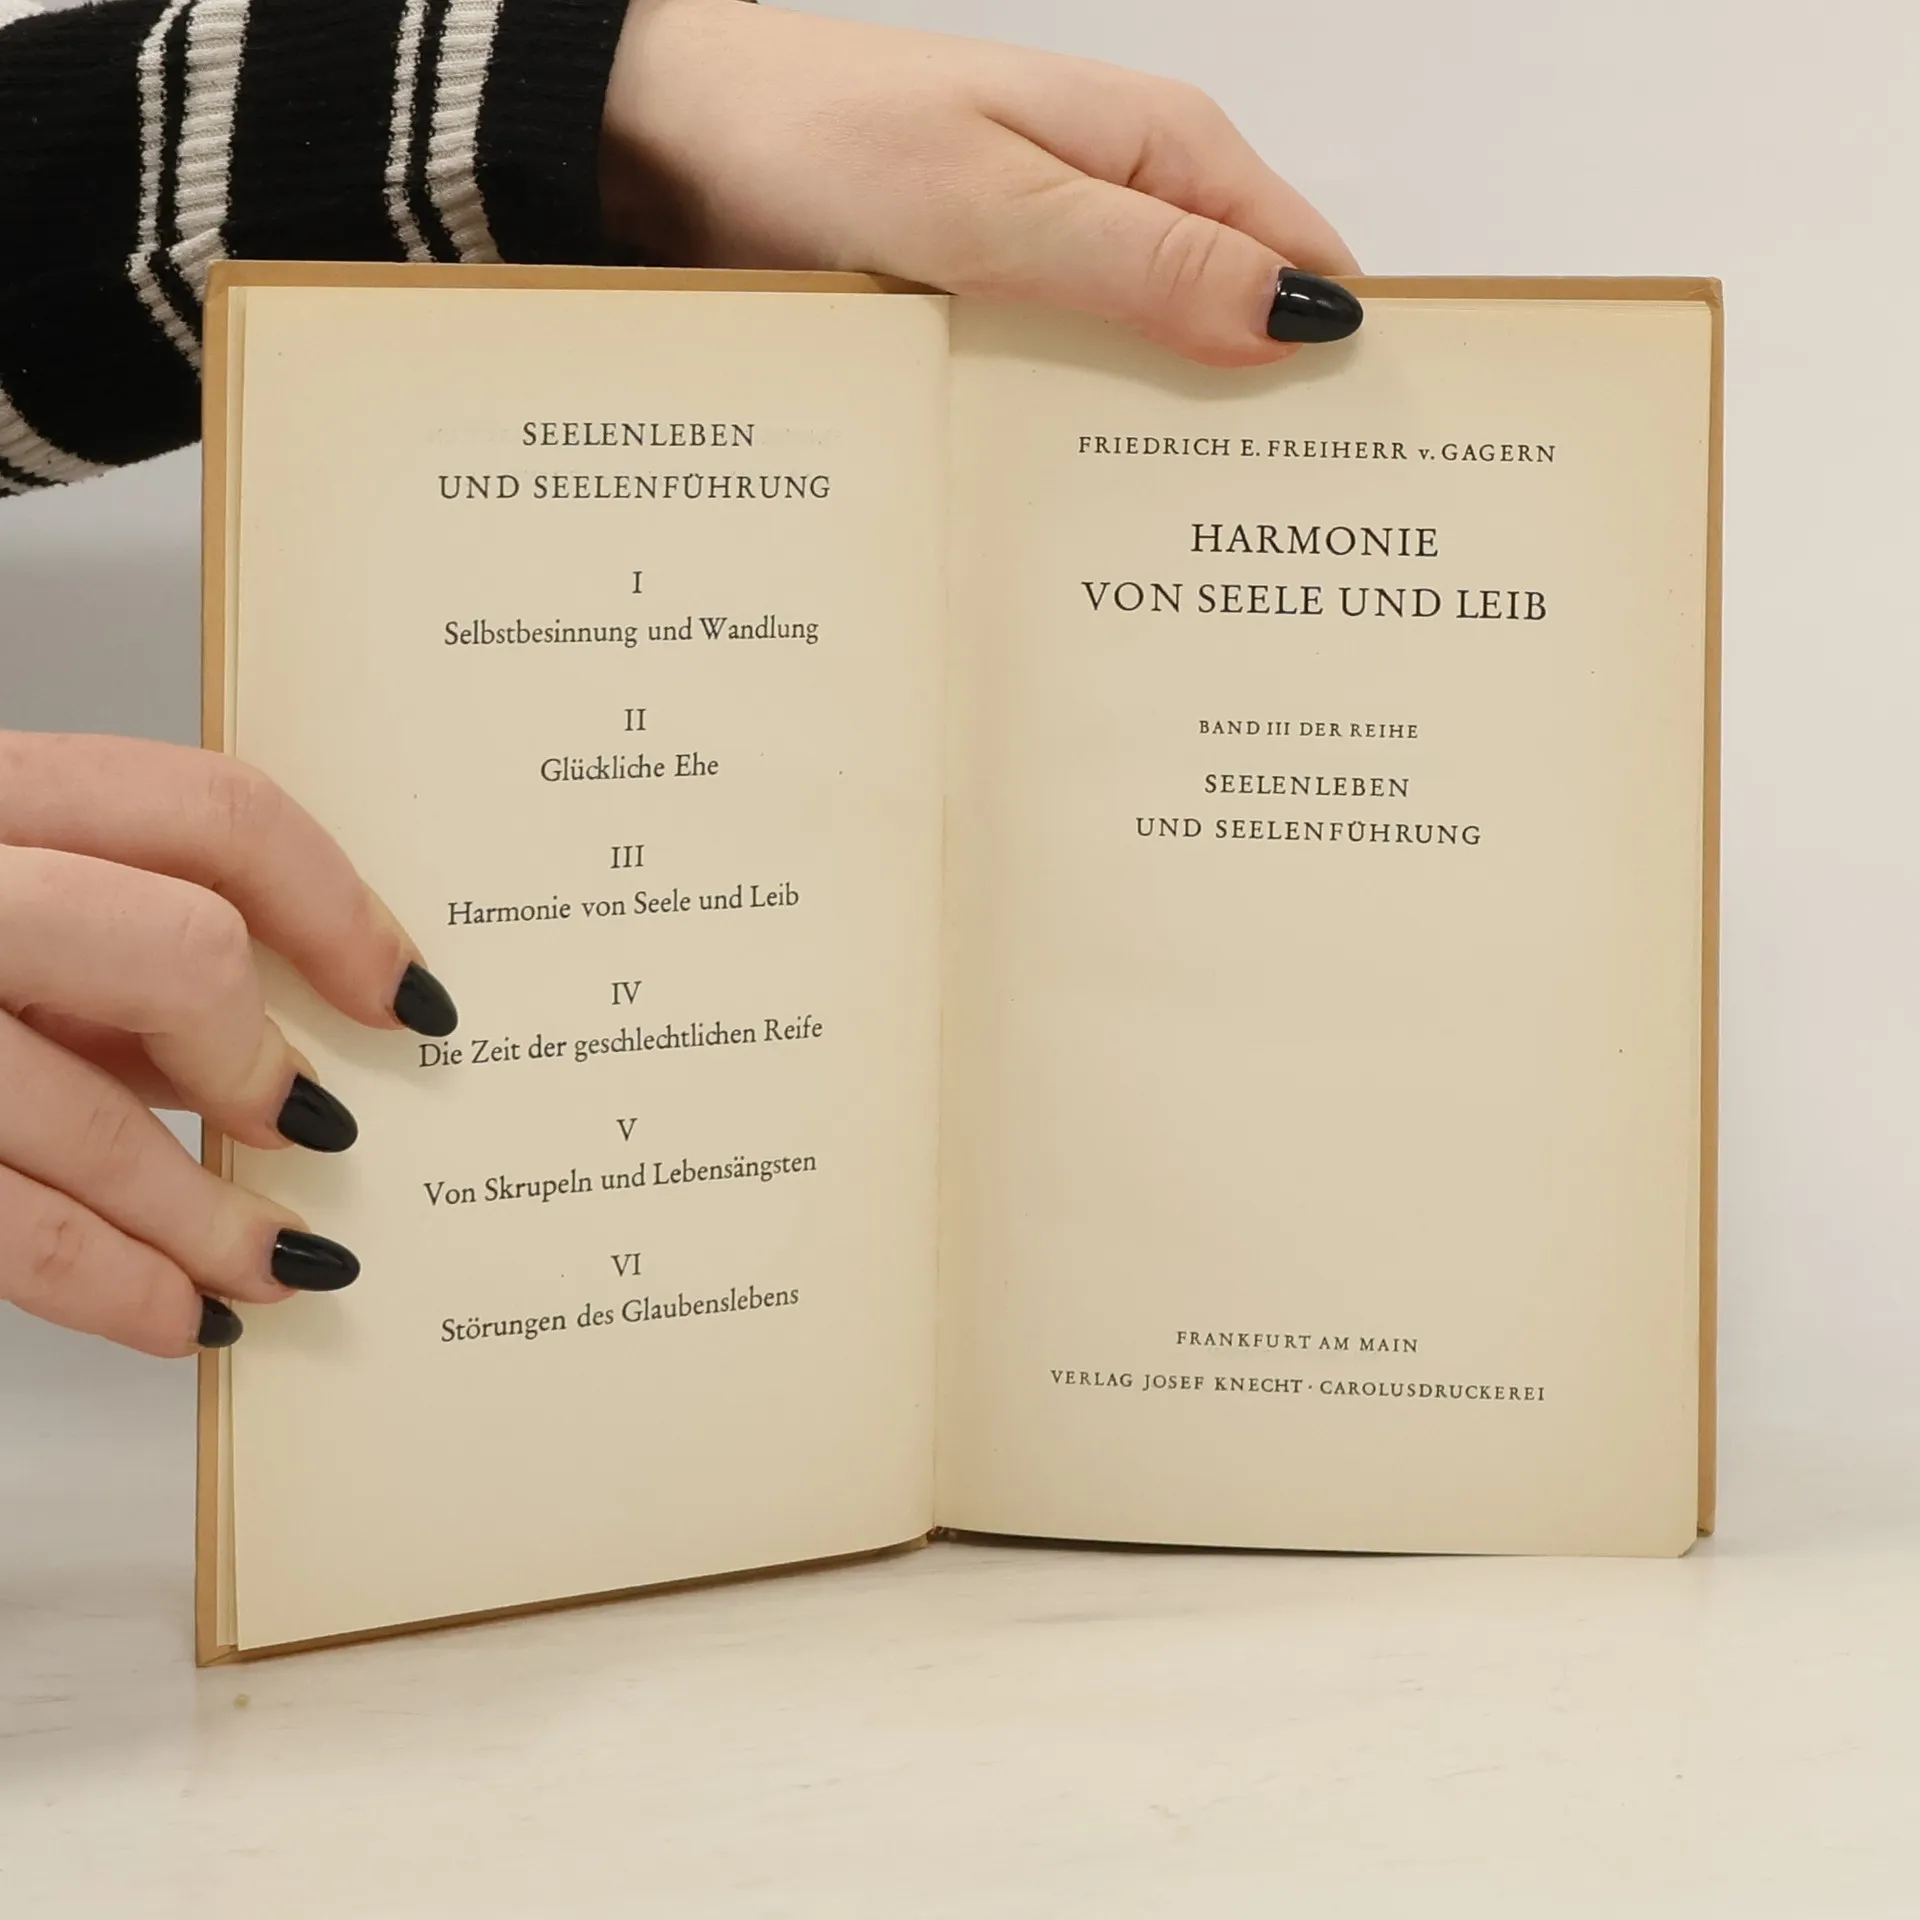 SEELENLEBEN
UND SEELENFÜHRUNG
I
Selbstbesinnung und Wandlung
II
Glückliche Ehe
III
Harmonie von Seele und Leib
IV
Die Zeit der geschlechtlichen Reife
V
Von Skrupeln und Lebensängsten
VI
Störungen des Glaubenslebens
FRIEDRICH E. FREIHERR v. GAGERN
HARMONIE
VON SEELE UND LEIB
BAND III DER REIHE
SEELENLEBEN
UND SEELENFÜHRUNG
FRANKFURT AM MAIN
VERLAG JOSEF KNECHT · CAROLUSDRUCKEREI